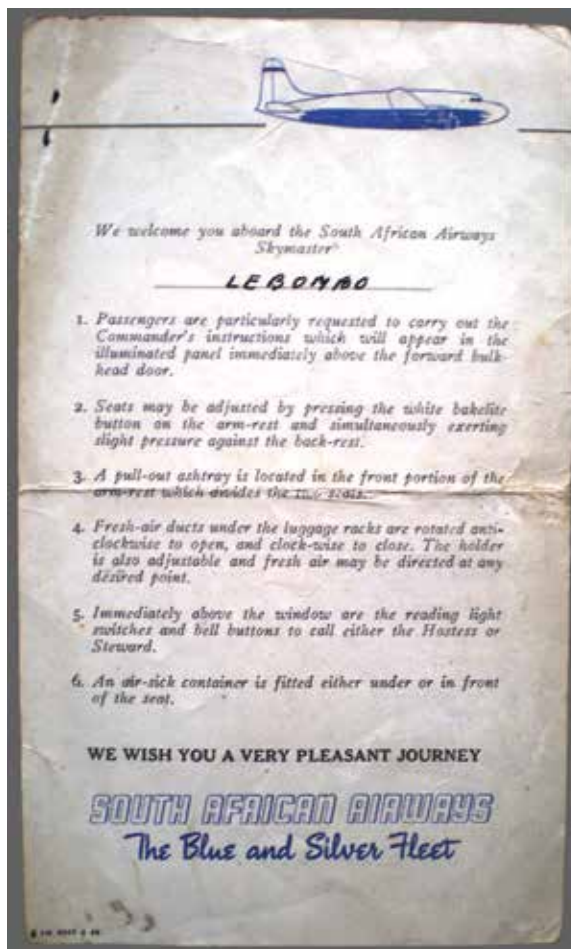 We welcome you aboard the South African Airways
Skymaster
LEBOMBO
1. Passengers are particularly requested to carry out the
Commander's instructions which will appear in the
illuminated panel immediately above the forward bulk-
head door.
2. Seats may be adjusted by pressing the white bakelite
button on the arm-rest and simultaneously exerting
slight pressure against the back-rest.
3. A pull-out ashtray is located in the front portion of the
arm-rest which divides the two seats.
4. Fresh-air ducts under the luggage racks are rotated anti-
clockwise to open, and clock-wise to close. The holder
is also adjustable and fresh air may be directed at any
desired point.
5. Immediately above the window are the reading light
switches and bell buttons to call either the Hostess or
Steward.
6. An air-sick container is fitted either under or in front
of the seat.
WE WISH YOU A VERY PLEASANT JOURNEY
SOUTH AFRICAN AIRWAYS
The Blue and Silver Fleet